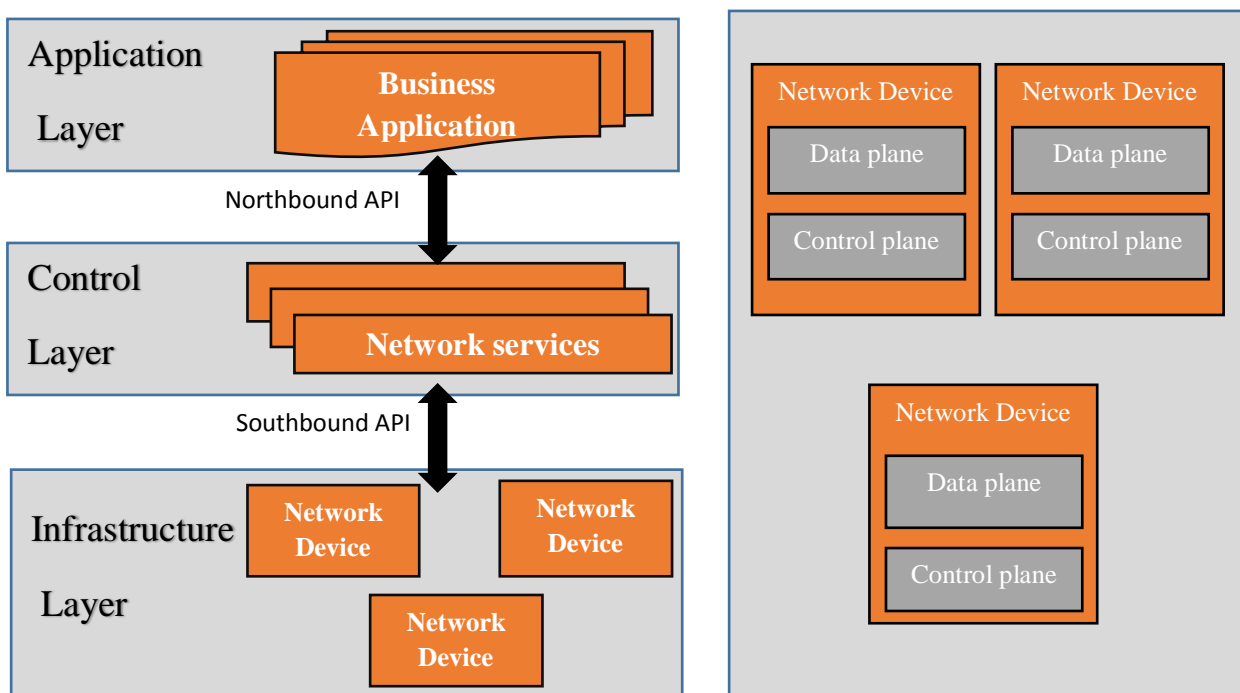 Application
Layer
Business
Application
Northbound API
Control
Layer
Network services
Southbound API
Infrastructure
Layer
Network
Device
Network
Device
Network
Device
Network Device
Data plane
Control plane
Network Device
Data plane
Control plane
Network Device
Data plane
Control plane